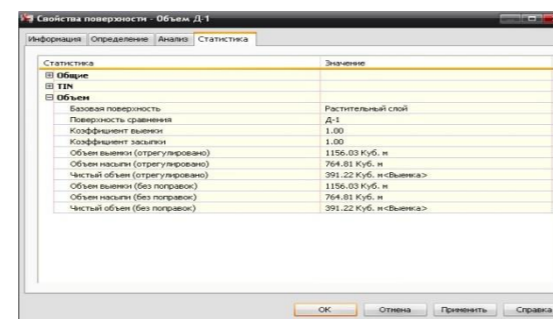 Свойства поверхности - Объем Д-1
Информация Определение Анализ Статистика
Статистика Значение
Общие
TIN
Объем
Базовая поверхность Растительный слой
Поверхность сравнения Д-1
Коэффициент выемки 1.00
Коэффициент засыпки 1.00
Объем выемки (отрегулировано) 1156.03 Куб. м
Объем насыпи (отрегулировано) 764.81 Куб. м
Чистый объем (отрегулировано) 391.22 Куб. м<Выемка>
Объем выемки (без поправок) 1156.03 Куб. м
Объем насыпи (без поправок) 764.81 Куб. м
Чистый объем (без поправок) 391.22 Куб. м<Выемка>
ОК Отмена Применить Справка